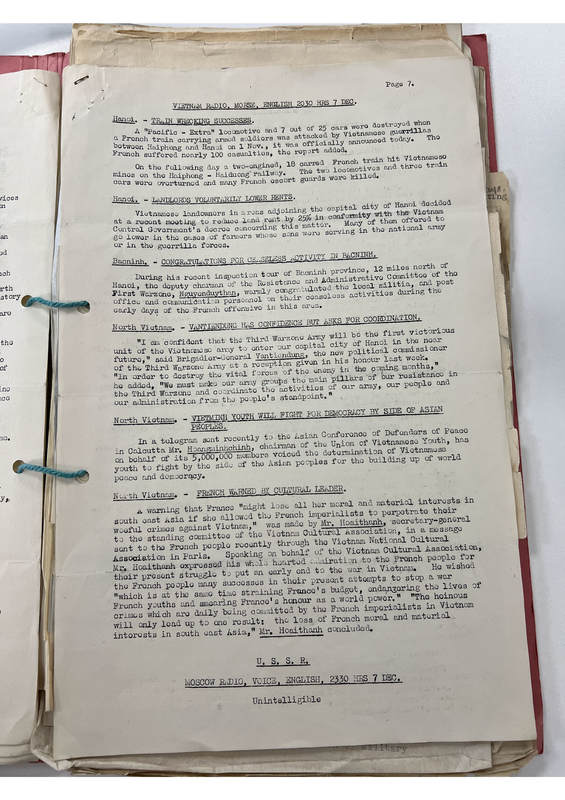 Page 7.
VIETNAM RADIO, MORSE, ENGLISH 2030 HRS 7 DEC.
Hanoi. - TRAIN WRECKING SUCCESSES.
A "Pacific - Extra" locomotive and 7 out of 25 cars were destroyed when
a French train carrying armed soldiers was attacked by Vietnamese guerrillas
between Haiphong and Hanoi on 1 Nov., it was officially announced today. The
French suffered nearly 100 casualties, the report added.
On the following day a two-engined, 18 carred French train hit Vietnamese
mines on the Haiphong - Haiduong railway. The two locomotives and three train
cars were overturned and many French escort guards were killed.
Hanoi. - LANDLORDS VOLUNTARILY LOWER RENTS.
Vietnamese landowners in areas adjoining the city of Hanoi decided
at a recent meeting to reduce land rent by 25% in conformity with the Vietnam
Central Government's decree concerning this matter. Many of them offered to
go lower in the cases of farmers whose sons were serving in the national army
or in the guerrilla forces.
Bacninh. - CONGRATULATIONS FOR CEASELESS ACTIVITY IN BACNINH.
During his recent inspection tour of Bacninh province, 12 miles north of
Hanoi, the deputy chairman of the Resistance and Administrative Committee of the
First Warzone, Nguyenduythan, warmly congratulated the local militia, and post
office and communications personnel on their ceaseless activities during the
early days of the French offensive in this area.
North Vietnam. - VANTIENDUNG HAS CONFIDENCE BUT ASKS FOR COORDINATION.
"I am confident that the Third Warzone Army will be the first victorious
unit of the Vietnamese army to enter our capital city of Hanoi in the near
future," said Brigadier-General Vantiendung, the new political commissioner
of the Third Warzone Army at a reception given in his honour last week.
"In order to destroy the vital forces of the enemy in the coming months,"
he added, "We must make our army groups the main pillars of our resistance in
the Third Warzone and coordinate the activities of our army, our people and
our administration from the people's standpoint."
North Vietnam. - VIETMINH YOUTH WILL FIGHT FOR DEMOCRACY BY SIDE OF ASIAN
PEOPLES.
In a telegram sent recently to the Asian Conference of Defenders of Peace
in Calcutta Mr. Hoangminhchinh, chairman of the Union of Vietnamese Youth, has
on behalf of its 5,000,000 members voiced the determination of Vietnamese
youth to fight by the side of the Asian peoples for the building up of world
peace and democracy.
North Vietnam. - FRENCH WARNED BY CULTURAL LEADER.
A warning that France "might lose all her moral and material interests in
south east Asia if she allowed the French imperialists to perpetrate their
woeful crimes against Vietnam," was made by Mr. Hoaithanh, secretary-general
to the standing committee of the Vietnam Cultural Association, in a message
sent to the French people recently through the Vietnam National Cultural
Association in Paris. Speaking on behalf of the Vietnam Cultural Association,
Mr. Hoaithanh expressed his whole hearted admiration to the French people for
their present struggle to put an early end to the war in Vietnam. He wished
the French people many successes in their present attempts to stop a war
"which is at the same time straining France's budget, endangering the lives of
French youths and smearing France's honour as a world power." "The heinous
crimes which are daily being committed by the French imperialists in Vietnam
will only lead up to one result; the loss of French moral and material
interests in south east Asia," Mr. Hoaithanh concluded.
U. S. S. R.
MOSCOW RADIO, VOICE, ENGLISH, 2330 HRS 7 DEC.
Unintelligible
military